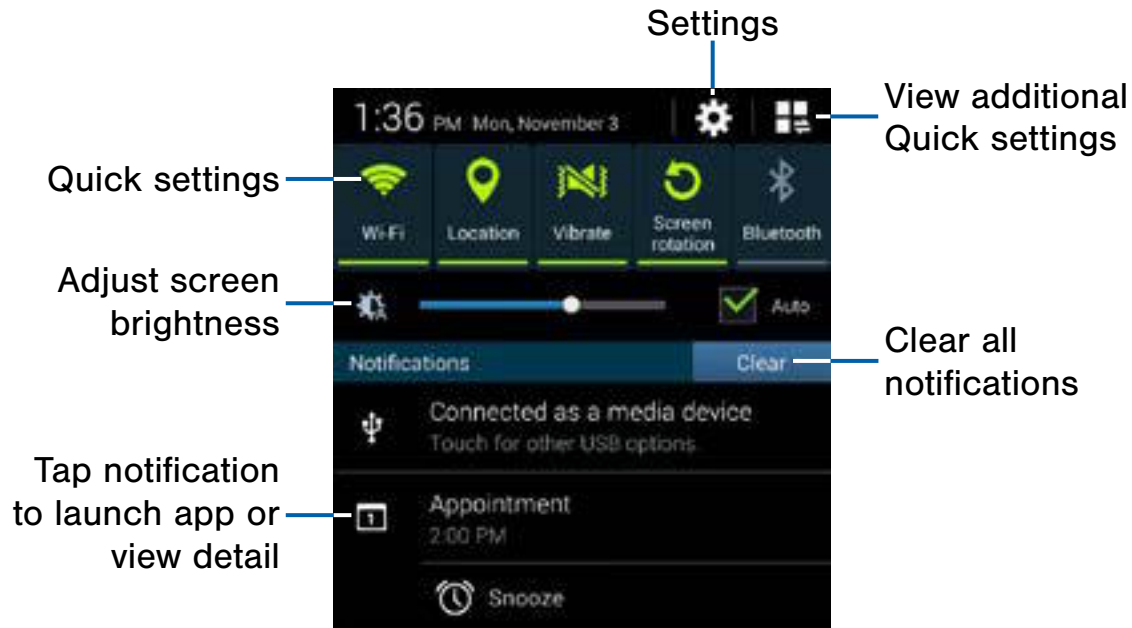 Settings
View additional
Quick settings
1:36 PM Mon, November 3
Quick settings
Wi-Fi
Location
Vibrate
Screen
rotation
Bluetooth
Adjust screen
brightness
Auto
Notifications
Clear
Clear all
notifications
Connected as a media device
Touch for other USB options.
Tap notification
to launch app or
view detail
1
Appointment
2:00 PM
Snooze